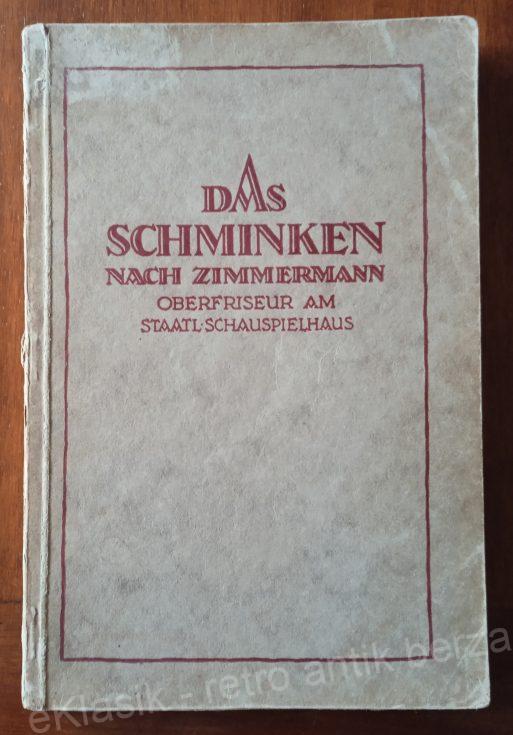 DAS
SCHMINKEN
NACH ZIMMERMANN
OBERFRISEUR AM
STAATL·SCHAUSPIELHAUS
eklasik - retro antik berza